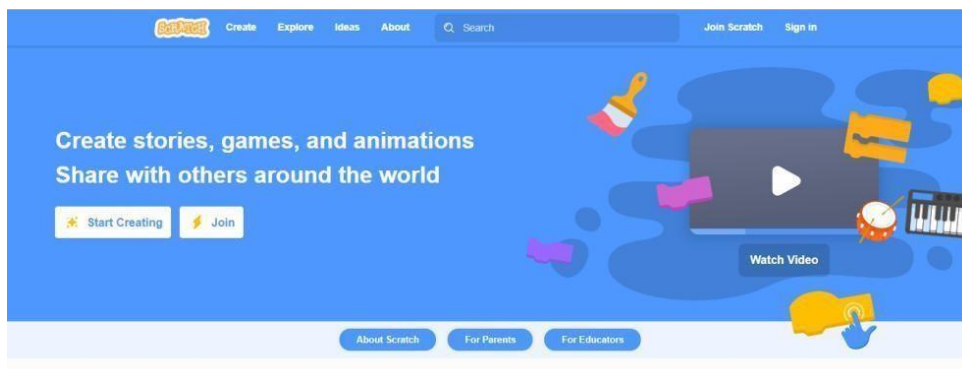 SCRATCH Create Explore Ideas About Search Join Scratch Sign in
Create stories, games, and animations
Share with others around the world
Start Creating Join
Watch Video
About Scratch For Parents For Educators